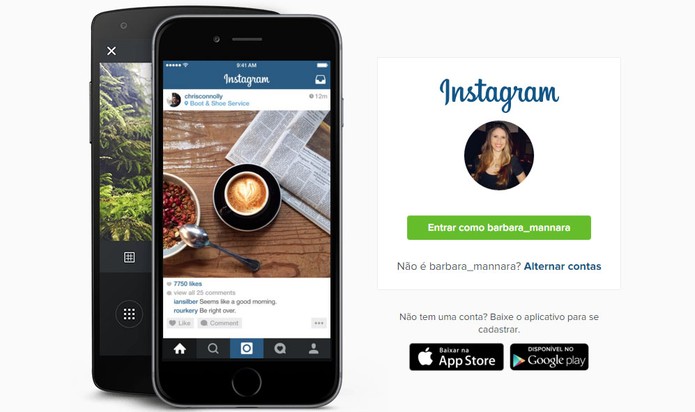 9:41 AM
Instagram
chrisconnolly
12m
Boot & Shoe Service
7750 likes
view all 25 comments
iansilber Seems like a good morning.
rourkery Be right over.
Like
Comment
Instagram
Entrar como barbara_mannara
Não é barbara_mannara? Alternar contas
Não tem uma conta? Baixe o aplicativo para se
cadastrar.
Baixar na
App Store
DISPONÍVEL NO
Google play